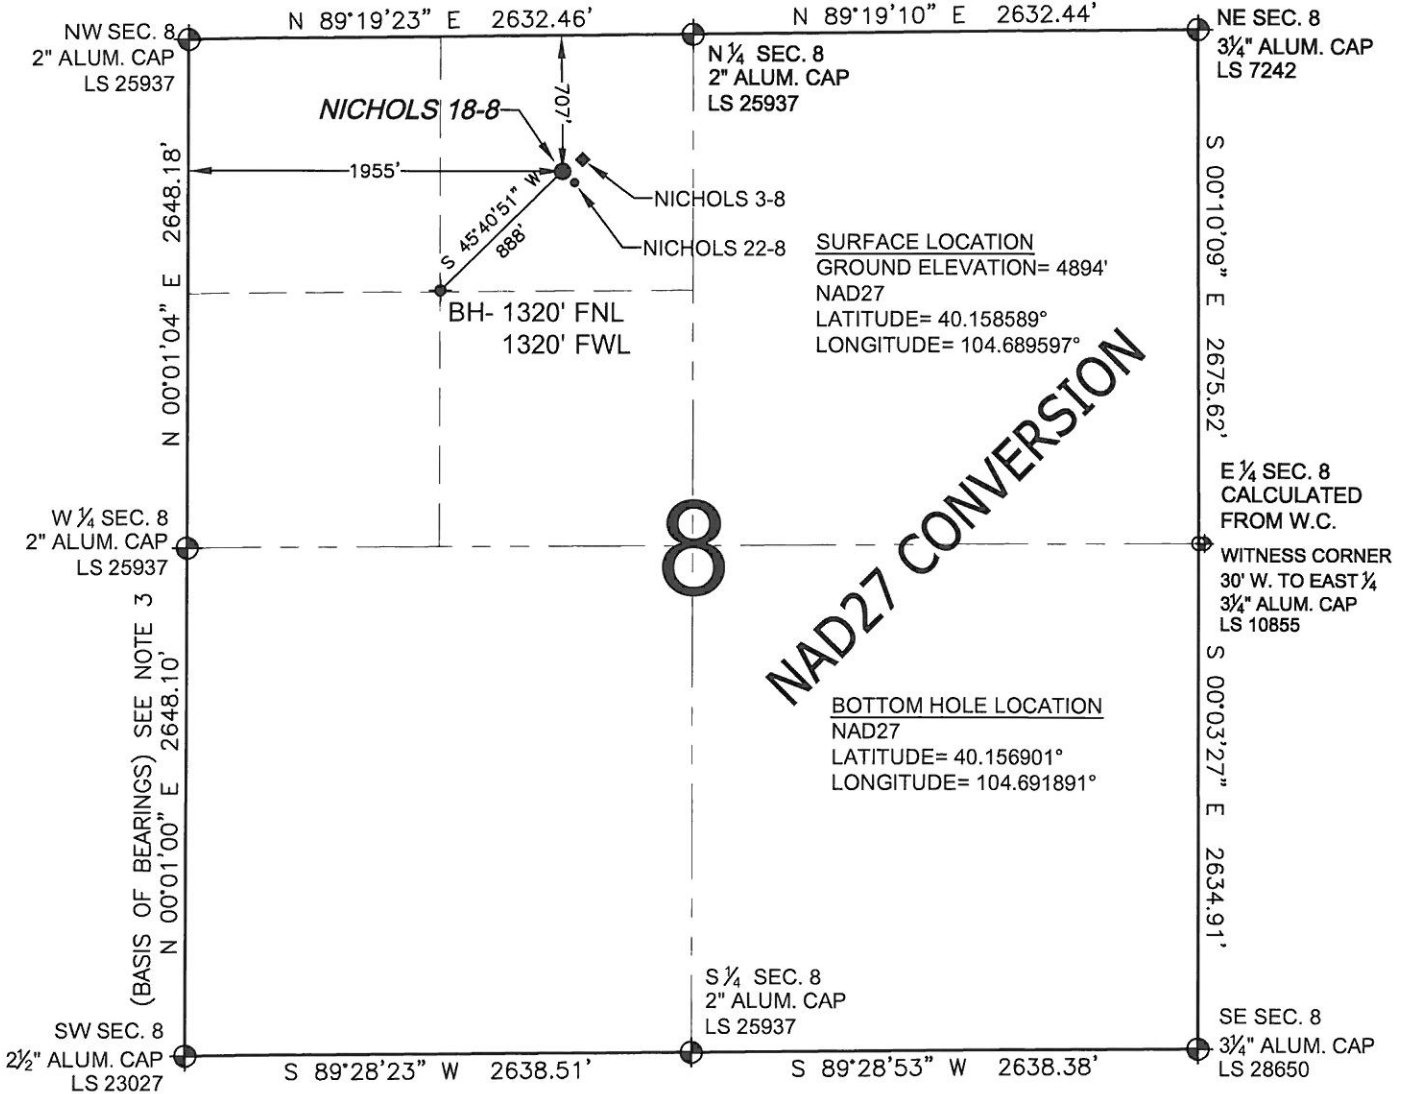 N 89°19'23" E 2632.46'
N 89°19'10" E 2632.44'
NW SEC. 8
2" ALUM. CAP
LS 25937
N ¼ SEC. 8
2" ALUM. CAP
LS 25937
NE SEC. 8
3¼" ALUM. CAP
LS 7242
NICHOLS 18-8
707'
1955'
S 45°40'51" W
888'
NICHOLS 3-8
NICHOLS 22-8
BH- 1320' FNL
1320' FWL
SURFACE LOCATION
GROUND ELEVATION= 4894'
NAD27
LATITUDE= 40.158589°
LONGITUDE= 104.689597°
N 00°01'04" E 2648.18'
S 00°10'09" E 2675.62'
NAD27 CONVERSION
8
W ¼ SEC. 8
2" ALUM. CAP
LS 25937
E ¼ SEC. 8
CALCULATED
FROM W.C.
WITNESS CORNER
30' W. TO EAST ¼
3¼" ALUM. CAP
LS 10855
BOTTOM HOLE LOCATION
NAD27
LATITUDE= 40.156901°
LONGITUDE= 104.691891°
(BASIS OF BEARINGS) SEE NOTE 3
N 00°01'00" E 2648.10'
S 00°03'27" E 2634.91'
SW SEC. 8
2½" ALUM. CAP
LS 23027
S ¼ SEC. 8
2" ALUM. CAP
LS 25937
SE SEC. 8
3¼" ALUM. CAP
LS 28650
S 89°28'23" W 2638.51'
S 89°28'53" W 2638.38'